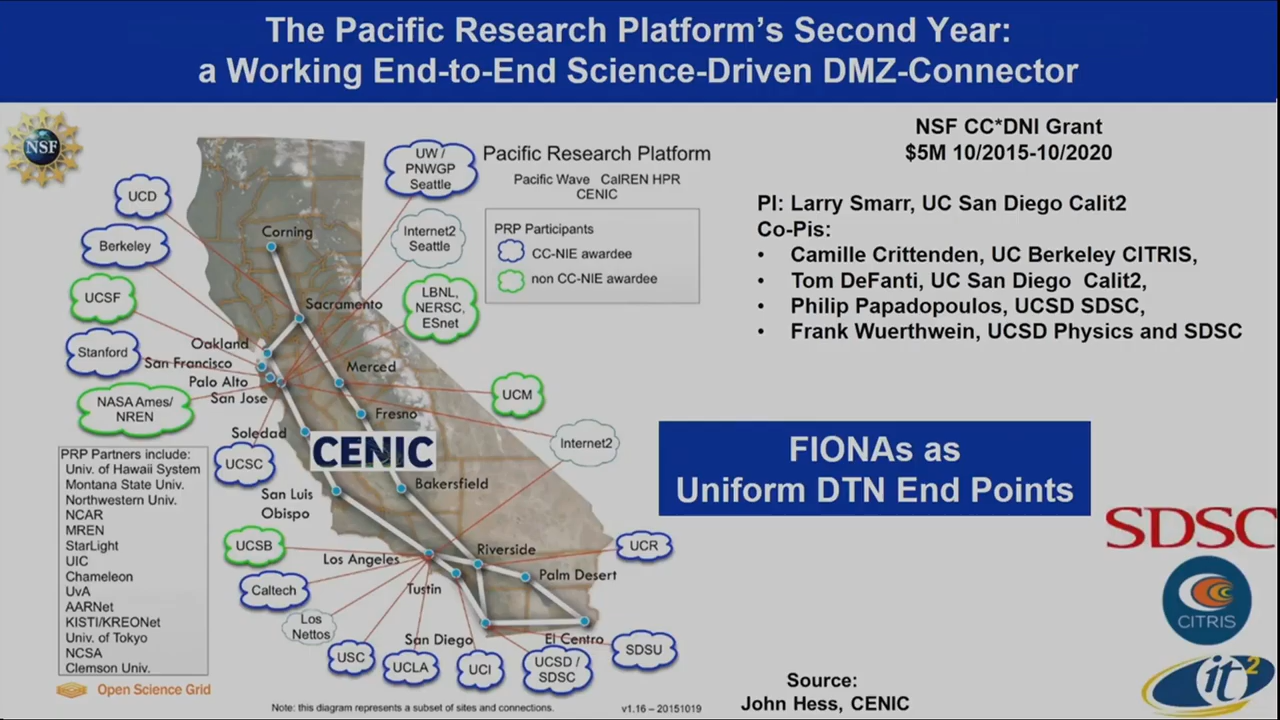 The Pacific Research Platform's Second Year:
a Working End-to-End Science-Driven DMZ-Connector
NSF
NSF CC*DNI Grant
$5M 10/2015-10/2020
PI: Larry Smarr, UC San Diego Calit2
Co-Pis:
• Camille Crittenden, UC Berkeley CITRIS,
• Tom DeFanti, UC San Diego Calit2,
• Philip Papadopoulos, UCSD SDSC,
• Frank Wuerthwein, UCSD Physics and SDSC
Pacific Research Platform
Pacific Wave CalREN HPR
CENIC
PRP Participants
CC-NIE awardee
non CC-NIE awardee
UW /
PNWGP
Seattle
Internet2
Seattle
LBNL,
NERSC,
ESnet
UCD
Berkeley
UCSF
Stanford
NASA Ames/
NREN
UCSC
Corning
Sacramento
Oakland
San Francisco
Palo Alto
San Jose
Merced
Fresno
Soledad
CENIC
UCM
Internet2
San Luis
Obispo
Bakersfield
UCSB
Los Angeles
Riverside
UCR
Caltech
Tustin
Palm Desert
Los
Nettos
San Diego
El Centro
USC
UCLA
UCI
UCSD /
SDSC
SDSU
PRP Partners include:
Univ. of Hawaii System
Montana State Univ.
Northwestern Univ.
NCAR
MREN
StarLight
UIC
Chameleon
UvA
AARNet
KISTI/KREONet
Univ. of Tokyo
NCSA
Clemson Univ.
Open Science Grid
Note: this diagram represents a subset of sites and connections.
v1.16 – 20151019
FIONAs as
Uniform DTN End Points
SDSC
CITRIS
it2
Source:
John Hess, CENIC